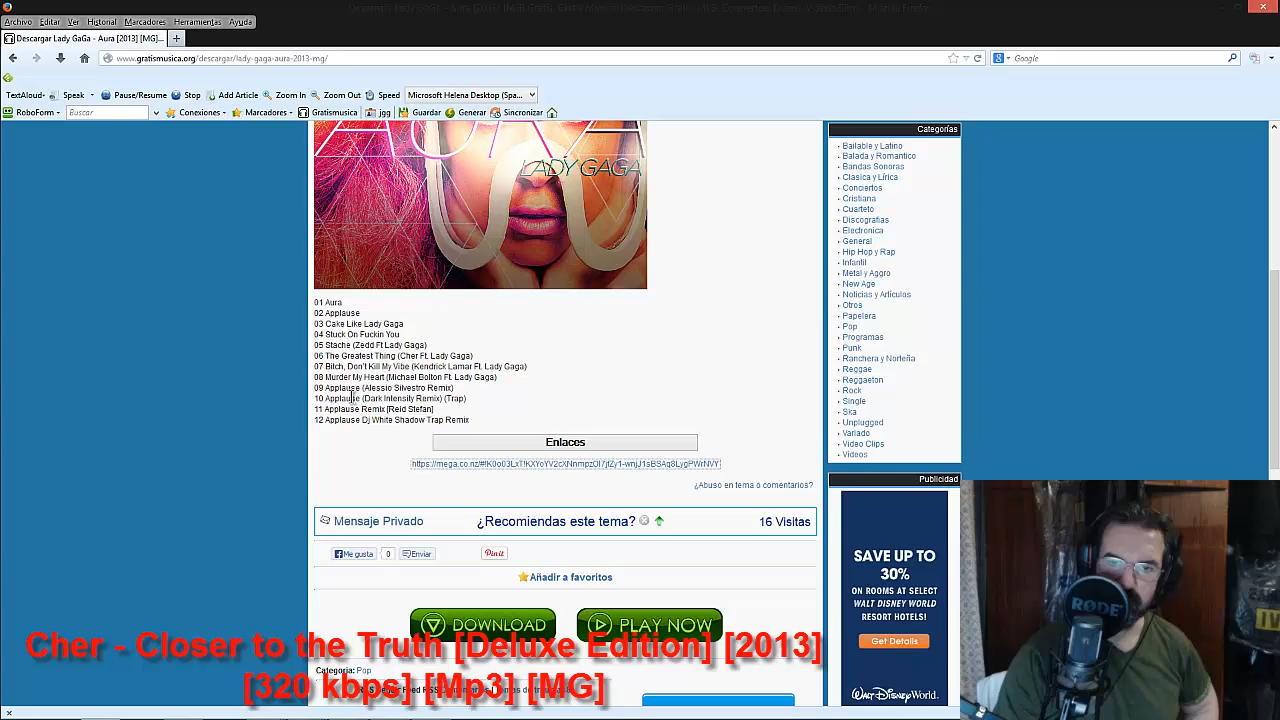 Archivo Editar Ver Historial Marcadores Herramientas Ayuda
Descargar Lady GaGa - Aura [2013] [MG]...
www.gratismusica.org/descargar/lady-gaga-aura-2013-mg/
Google
TextAloud: Speak Pause/Resume Stop Add Article Zoom In Zoom Out Speed Microsoft Helena Desktop (Spa...
RoboForm Buscar Conexiones Marcadores Gratismusica jgg Guardar Generar Sincronizar
AURA
LADY GAGA
01 Aura
02 Applause
03 Cake Like Lady Gaga
04 Stuck On Fuckin You
05 Stache (Zedd Ft Lady Gaga)
06 The Greatest Thing (Cher Ft. Lady Gaga)
07 Bitch, Don't Kill My Vibe (Kendrick Lamar Ft. Lady Gaga)
08 Murder My Heart (Michael Bolton Ft. Lady Gaga)
09 Applause (Alessio Silvestro Remix)
10 Applause (Dark Intensity Remix) (Trap)
11 Applause Remix [Reid Stefan]
12 Applause Dj White Shadow Trap Remix
Enlaces
¿Abuso en tema o comentarios?
Mensaje Privado ¿Recomiendas este tema? 16 Visitas
Me gusta 0 Enviar Pin it
Añadir a favoritos
DOWNLOAD PLAY NOW
Cher - Closer to the Truth [Deluxe Edition] [2013]
[320 kbps] [Mp3] [MG]
Categoria: Pop
Categorías
Bailable y Latino
Balada y Romantico
Bandas Sonoras
Clasica y Lírica
Conciertos
Cristiana
Cuarteto
Discografias
Electronica
General
Hip Hop y Rap
Infantil
Metal y Aggro
New Age
Noticias y Artículos
Otros
Papelera
Pop
Programas
Punk
Ranchera y Norteña
Reggae
Reggaeton
Rock
Single
Ska
Unplugged
Variado
Video Clips
Videos
Publicidad
SAVE UP TO
30%
ON ROOMS AT SELECT
WALT DISNEY WORLD
RESORT HOTELS!
Get Details
WALT DISNEY World.
RØDE